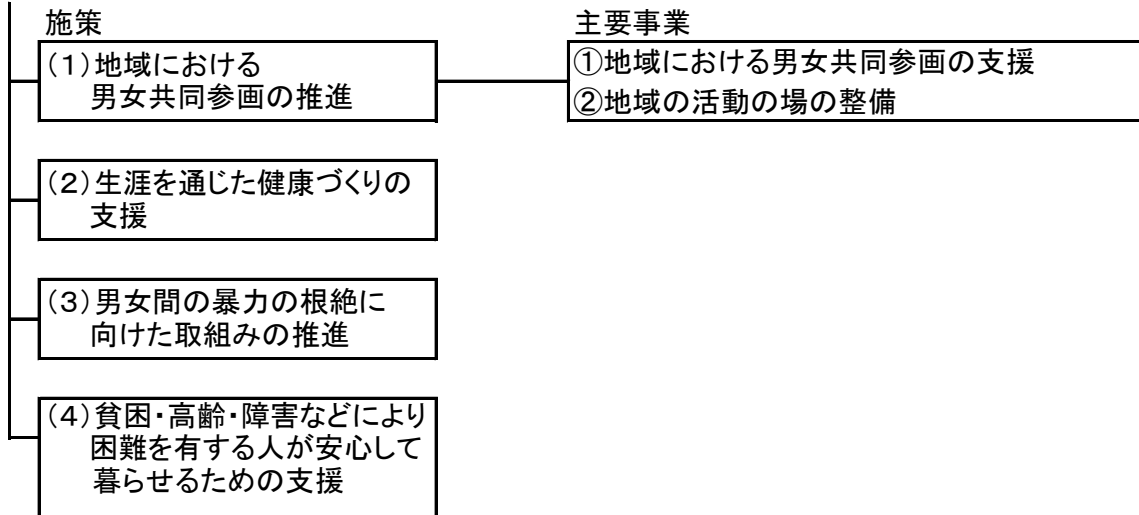 施策
(1)地域における
男女共同参画の推進
主要事業
①地域における男女共同参画の支援
②地域の活動の場の整備
(2)生涯を通じた健康づくりの
支援
(3)男女間の暴力の根絶に
向けた取組みの推進
(4)貧困・高齢・障害などにより
困難を有する人が安心して
暮らせるための支援